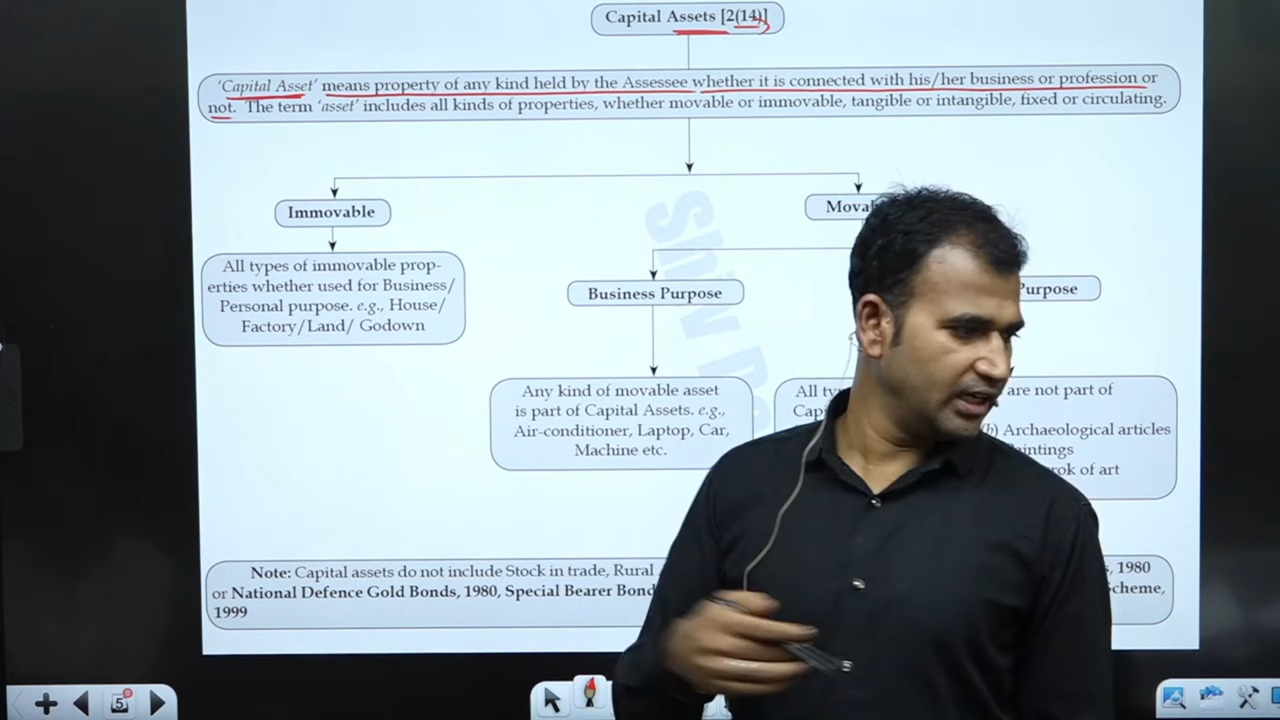 Capital Assets [2(14)]
'Capital Asset' means property of any kind held by the Assessee whether it is connected with his/her business or profession or
not. The term 'asset' includes all kinds of properties, whether movable or immovable, tangible or intangible, fixed or circulating.
Immovable
All types of immovable prop-
erties whether used for Business/
Personal purpose. e.g., House/
Factory/Land/ Godown
Business Purpose
Purpose
Any kind of movable asset
is part of Capital Assets. e.g.,
Air-conditioner, Laptop, Car,
Machine etc.
All
are not part of
(b) Archaeological articles
of art
Shiv
Note: Capital assets do not include Stock in trade, Rural
1980
or National Defence Gold Bonds, 1980, Special Bearer Bond
Scheme,
1999
5